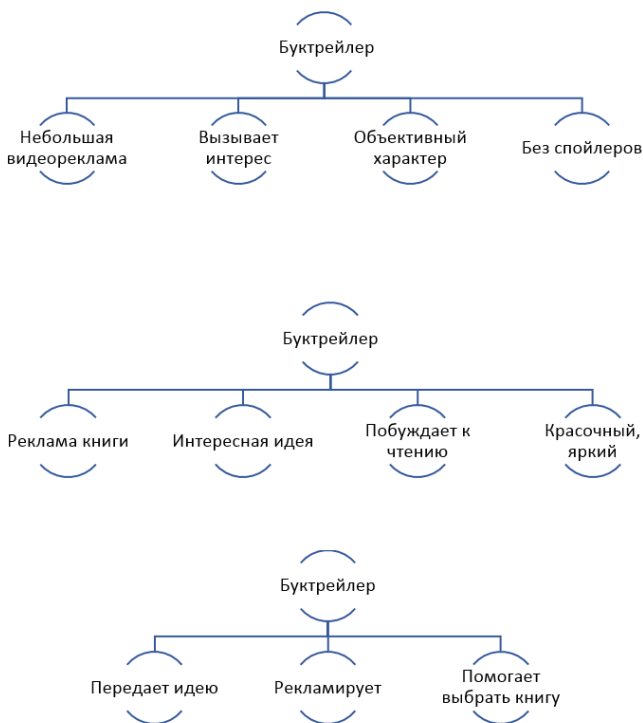 Буктрейлер
Небольшая
видеореклама
Вызывает
интерес
Объективный
характер
Без спойлеров
Буктрейлер
Реклама книги
Интересная идея
Побуждает к
чтению
Красочный,
яркий
Буктрейлер
Передает идею
Рекламирует
Помогает
выбрать книгу